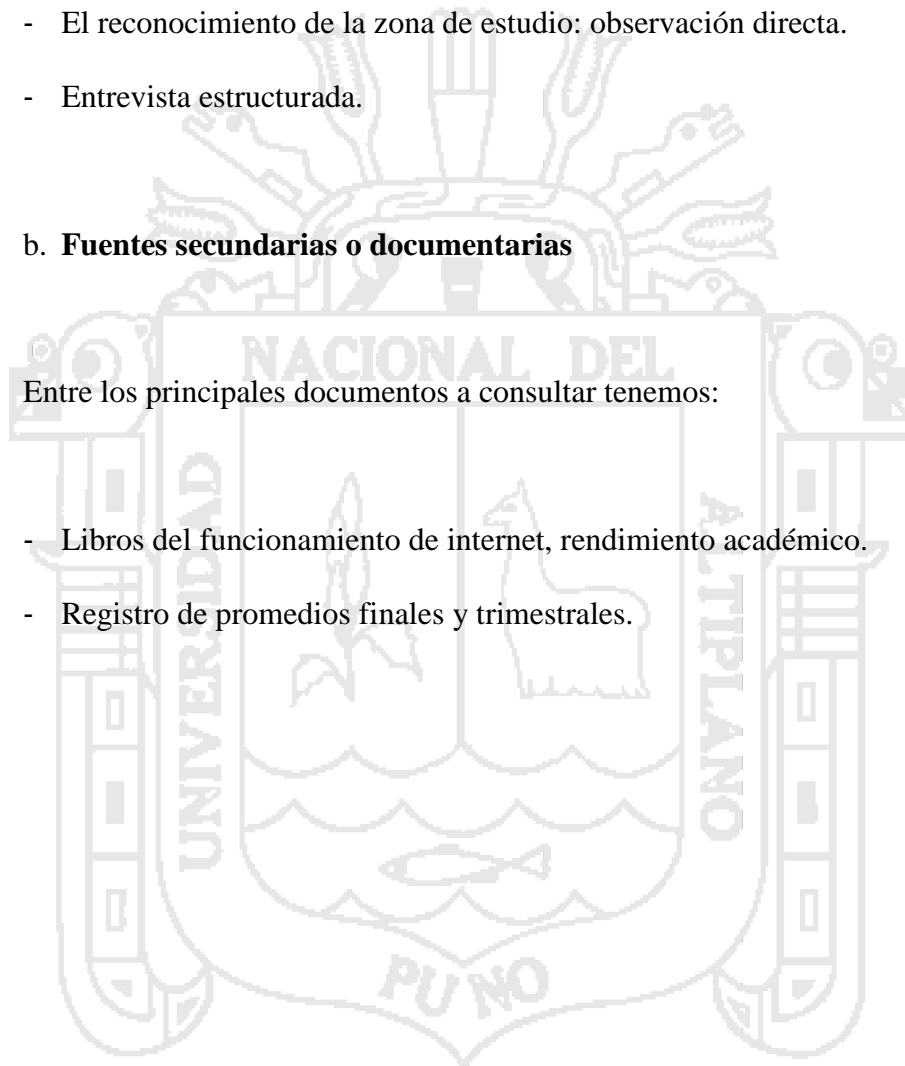 - El reconocimiento de la zona de estudio: observación directa.
- Entrevista estructurada.
b. Fuentes secundarias o documentarias
NACIONAL DEL
Entre los principales documentos a consultar tenemos:
UNIVERSIDAD
ALTIPLANO
- Libros del funcionamiento de internet, rendimiento académico.
- Registro de promedios finales y trimestrales.
PUNO